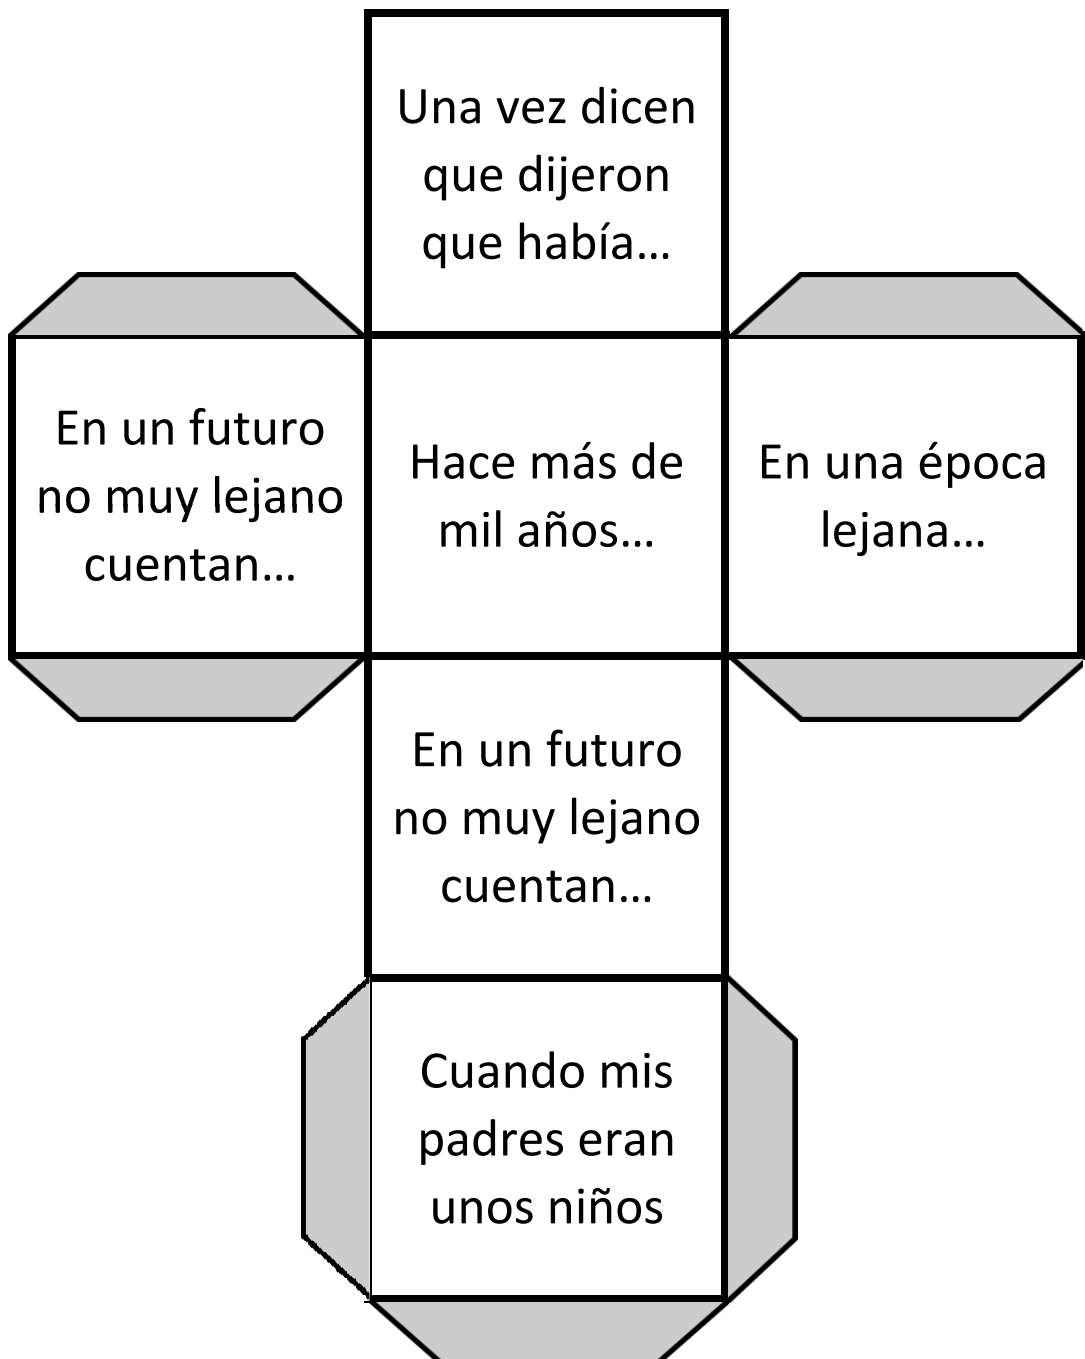 Una vez dicen
que dijeron
que había…
En un futuro
no muy lejano
cuentan…
Hace más de
mil años…
En una época
lejana…
En un futuro
no muy lejano
cuentan…
Cuando mis
padres eran
unos niños